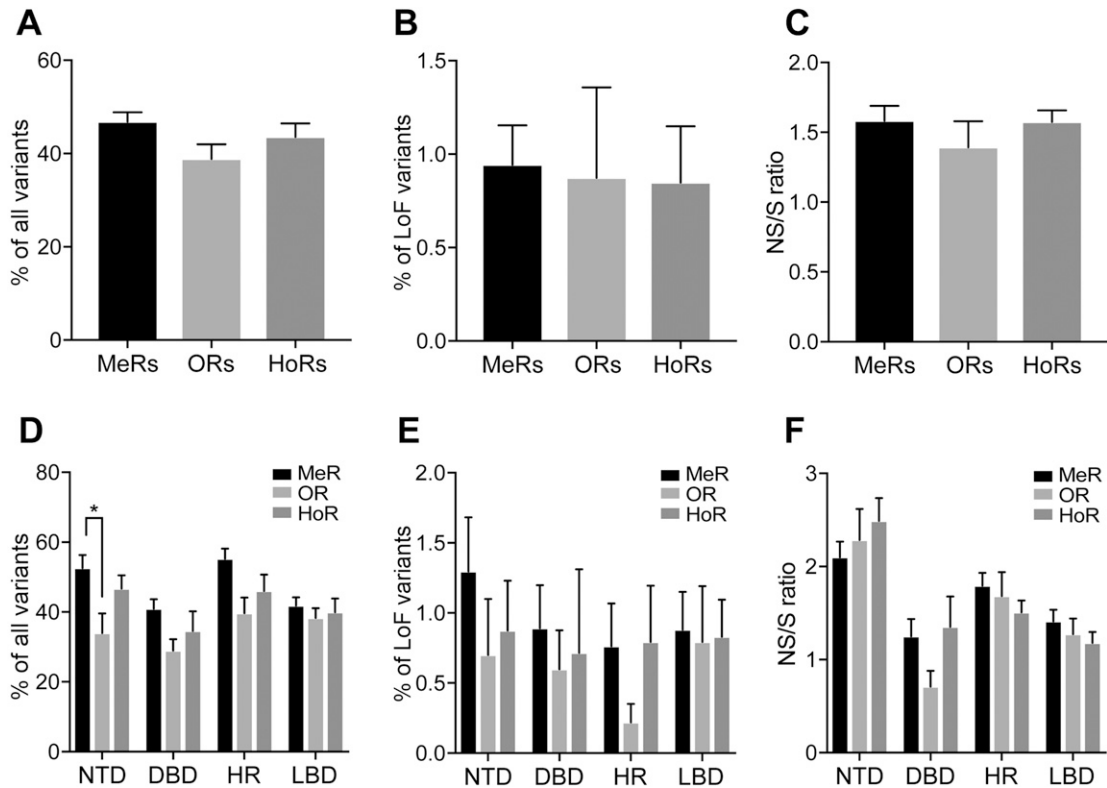 A
% of all variants
60
40
20
0
MeRs ORs HoRs
B
% of LoF variants
1.5
1.0
0.5
0.0
MeRs ORs HoRs
C
NS/S ratio
2.0
1.5
1.0
0.5
0.0
MeRs ORs HoRs
D
% of all variants
80
60
40
20
0
*
MeR
OR
HoR
NTD DBD HR LBD
E
% of LoF variants
2.0
1.5
1.0
0.5
0.0
MeR
OR
HoR
NTD DBD HR LBD
F
NS/S ratio
3
2
1
0
MeR
OR
HoR
NTD DBD HR LBD